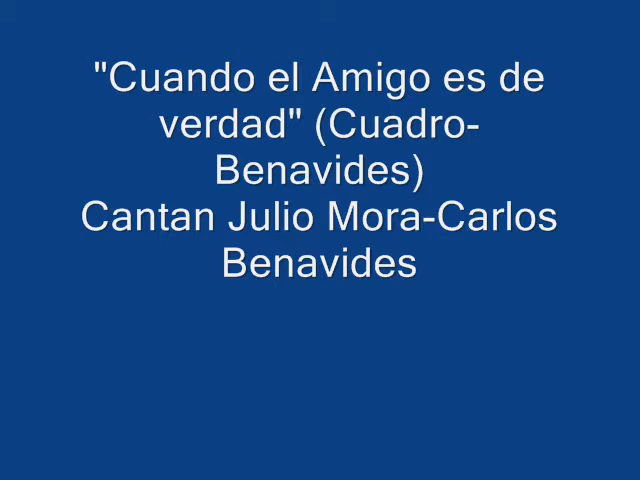 "Cuando el Amigo es de
verdad" (Cuadro-
Benavides)
Cantan Julio Mora-Carlos
Benavides